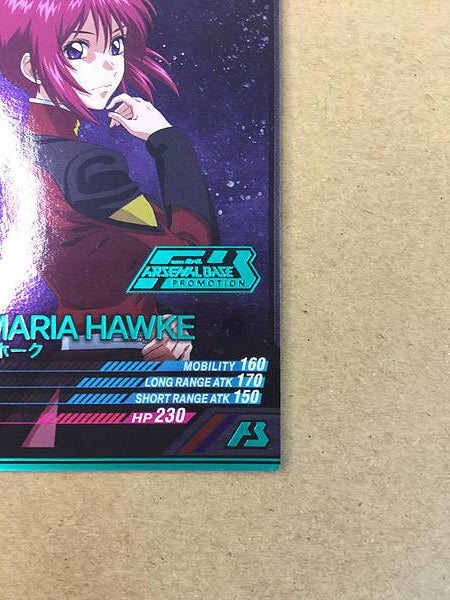 ARSENAL BASE
PROMOTION
MARIA HAWKE
ホーク
MOBILITY 160
LONG RANGE ATK 170
SHORT RANGE ATK 150
HP 230